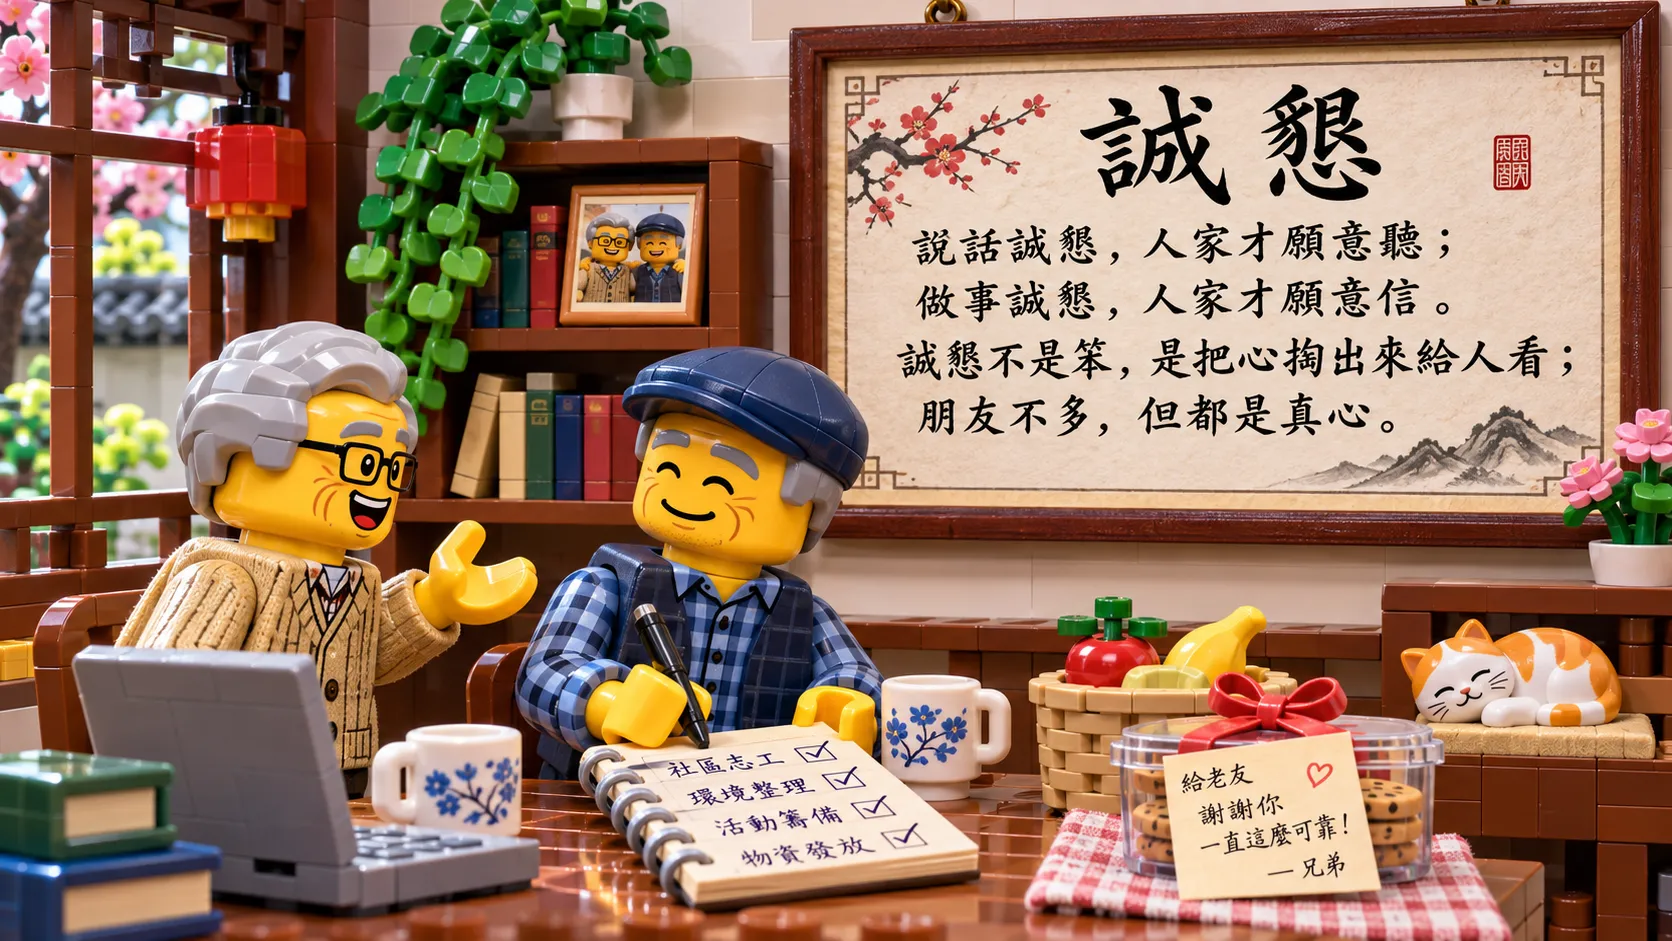 誠懇
說話誠懇，人家才願意聽；
做事誠懇，人家才願意信。
誠懇不是笨，是把心掏出來給人看；
朋友不多，但都是真心。
社區志工
環境整理
活動籌備
物資發放
給老友
謝謝你
一直這麼可靠！
—兄弟